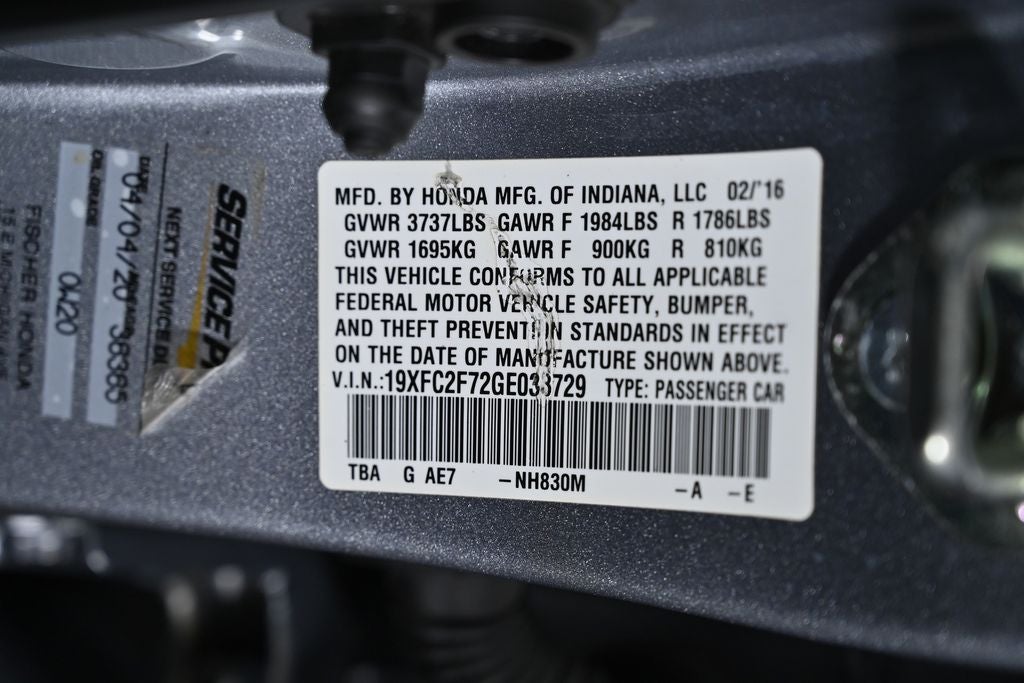 MFD. BY HONDA MFG. OF INDIANA, LLC 02/'16
GVWR 3737LBS GAWR F 1984LBS R 1786LBS
GVWR 1695KG GAWR F 900KG R 810KG
THIS VEHICLE CONFORMS TO ALL APPLICABLE
FEDERAL MOTOR VEHICLE SAFETY, BUMPER,
AND THEFT PREVENTION STANDARDS IN EFFECT
ON THE DATE OF MANUFACTURE SHOWN ABOVE.
V.I.N.:19XFC2F72GE033729 TYPE: PASSENGER CAR
TBA G AE7 -NH830M -A -E
SERVICE
NEXT SERVICE
DATE
04/04/20 38365
OIL GRADE
0W20
FISCHER HONDA